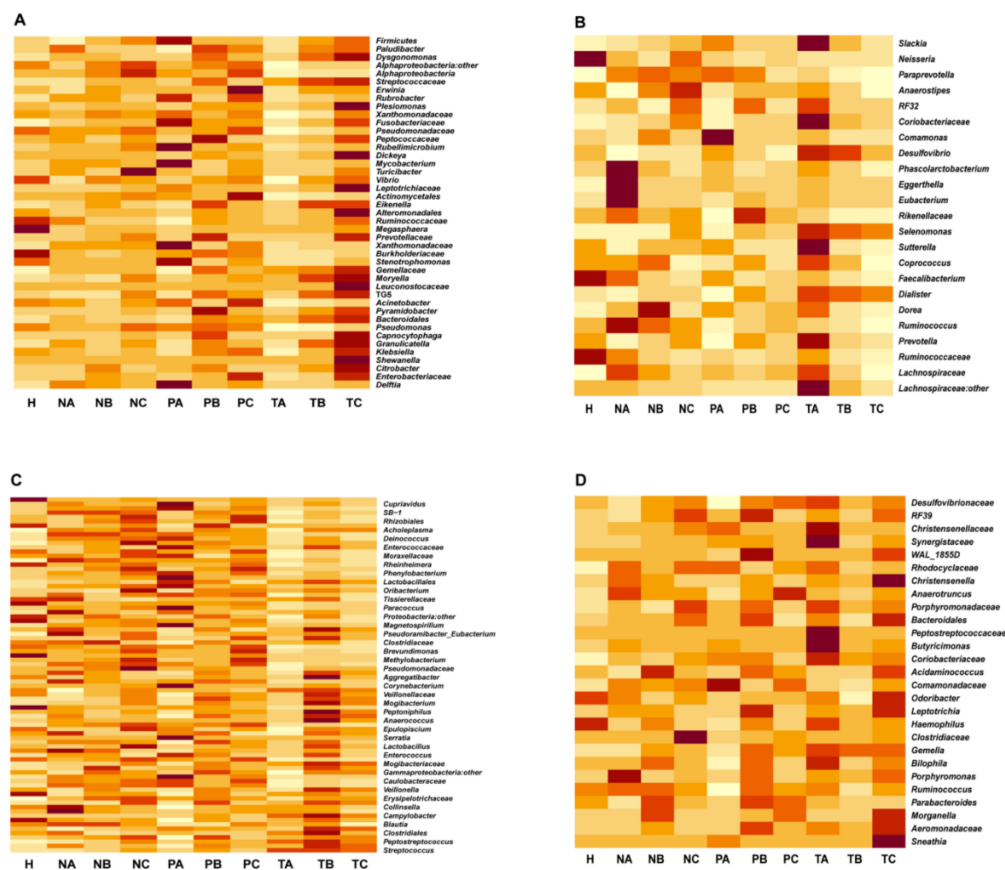 A
Firmicutes
Paludibacter
Dysgonomonas
Alphaproteobacteria:other
Alphaproteobacteria
Streptococcaceae
Erwinia
Rubrobacter
Plesiomonas
Xanthomonadaceae
Fusobacteriaceae
Pseudomonadaceae
Peptococcaceae
Rubellimicrobium
Dickeya
Mycobacterium
Turicibacter
Vibrio
Leptotrichiaceae
Actinomycetales
Eikenella
Alteromonadales
Ruminococcaceae
Megasphaera
Prevotellaceae
Xanthomonadaceae
Burkholderiaceae
Stenotrophomonas
Gemellaceae
Moryella
Leuconostocaceae
TG5
Acinetobacter
Pyramidobacter
Bacteroidales
Pseudomonas
Capnocytophaga
Granulicatella
Klebsiella
Shewanella
Citrobacter
Enterobacteriaceae
Delftia
H NA NB NC PA PB PC TA TB TC
B
Slackia
Neisseria
Paraprevotella
Anaerostipes
RF32
Coriobacteriaceae
Comamonas
Desulfovibrio
Phascolarctobacterium
Eggerthella
Eubacterium
Rikenellaceae
Selenomonas
Sutterella
Coprococcus
Faecalibacterium
Dialister
Dorea
Ruminococcus
Prevotella
Ruminococcaceae
Lachnospiraceae
Lachnospiraceae:other
H NA NB NC PA PB PC TA TB TC
C
Cupriavidus
SB-1
Rhizobiales
Acholeplasma
Deinococcus
Enterococcaceae
Moraxellaceae
Rheinheimera
Phenylobacterium
Lactobacillales
Oribacterium
Tissierellaceae
Paracoccus
Proteobacteria:other
Magnetospirillum
Pseudoramibacter_Eubacterium
Clostridiaceae
Brevundimonas
Methylobacterium
Pseudomonadaceae
Aggregatibacter
Corynebacterium
Veillonellaceae
Mogibacterium
Peptoniphilus
Anaerococcus
Epulopiscium
Serratia
Lactobacillus
Enterococcus
Mogibacteriaceae
Gammaproteobacteria:other
Caulobacteraceae
Veillonella
Erysipelotrichaceae
Collinsella
Campylobacter
Blautia
Clostridiales
Peptostreptococcus
Streptococcus
H NA NB NC PA PB PC TA TB TC
D
Desulfovibrionaceae
RF39
Christensenellaceae
Synergistaceae
WAL_1855D
Rhodocyclaceae
Christensenella
Anaerotruncus
Porphyromonadaceae
Bacteroidales
Peptostreptococcaceae
Butyricimonas
Coriobacteriaceae
Acidaminococcus
Comamonadaceae
Odoribacter
Leptotrichia
Haemophilus
Clostridiaceae
Gemella
Bilophila
Porphyromonas
Ruminococcus
Parabacteroides
Morganella
Aeromonadaceae
Sneathia
H NA NB NC PA PB PC TA TB TC